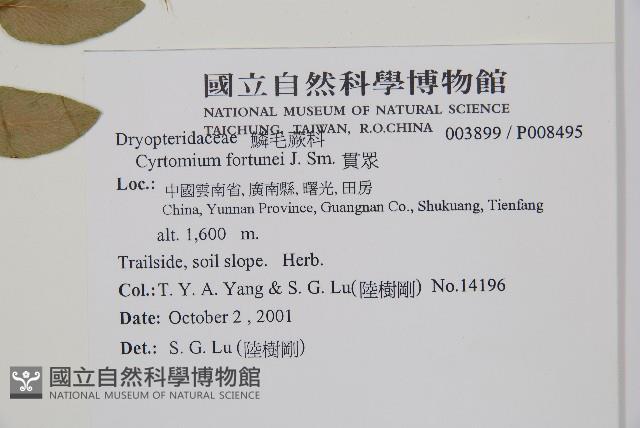 國立自然科學博物館
NATIONAL MUSEUM OF NATURAL SCIENCE
TAICHUNG, TAIWAN, R.O.CHINA
Dryopteridaceae 鱗毛蕨科 003899 / P008495
Cyrtomium fortunei J. Sm. 貫眾
Loc.: 中國雲南省, 廣南縣, 曙光, 田房
China, Yunnan Province, Guangnan Co., Shukuang, Tienfang
alt. 1,600 m.
Trailside, soil slope. Herb.
Col.: T. Y. A. Yang & S. G. Lu(陸樹剛) No.14196
Date: October 2 , 2001
Det.: S. G. Lu (陸樹剛)
國立自然科學博物館
NATIONAL MUSEUM OF NATURAL SCIENCE